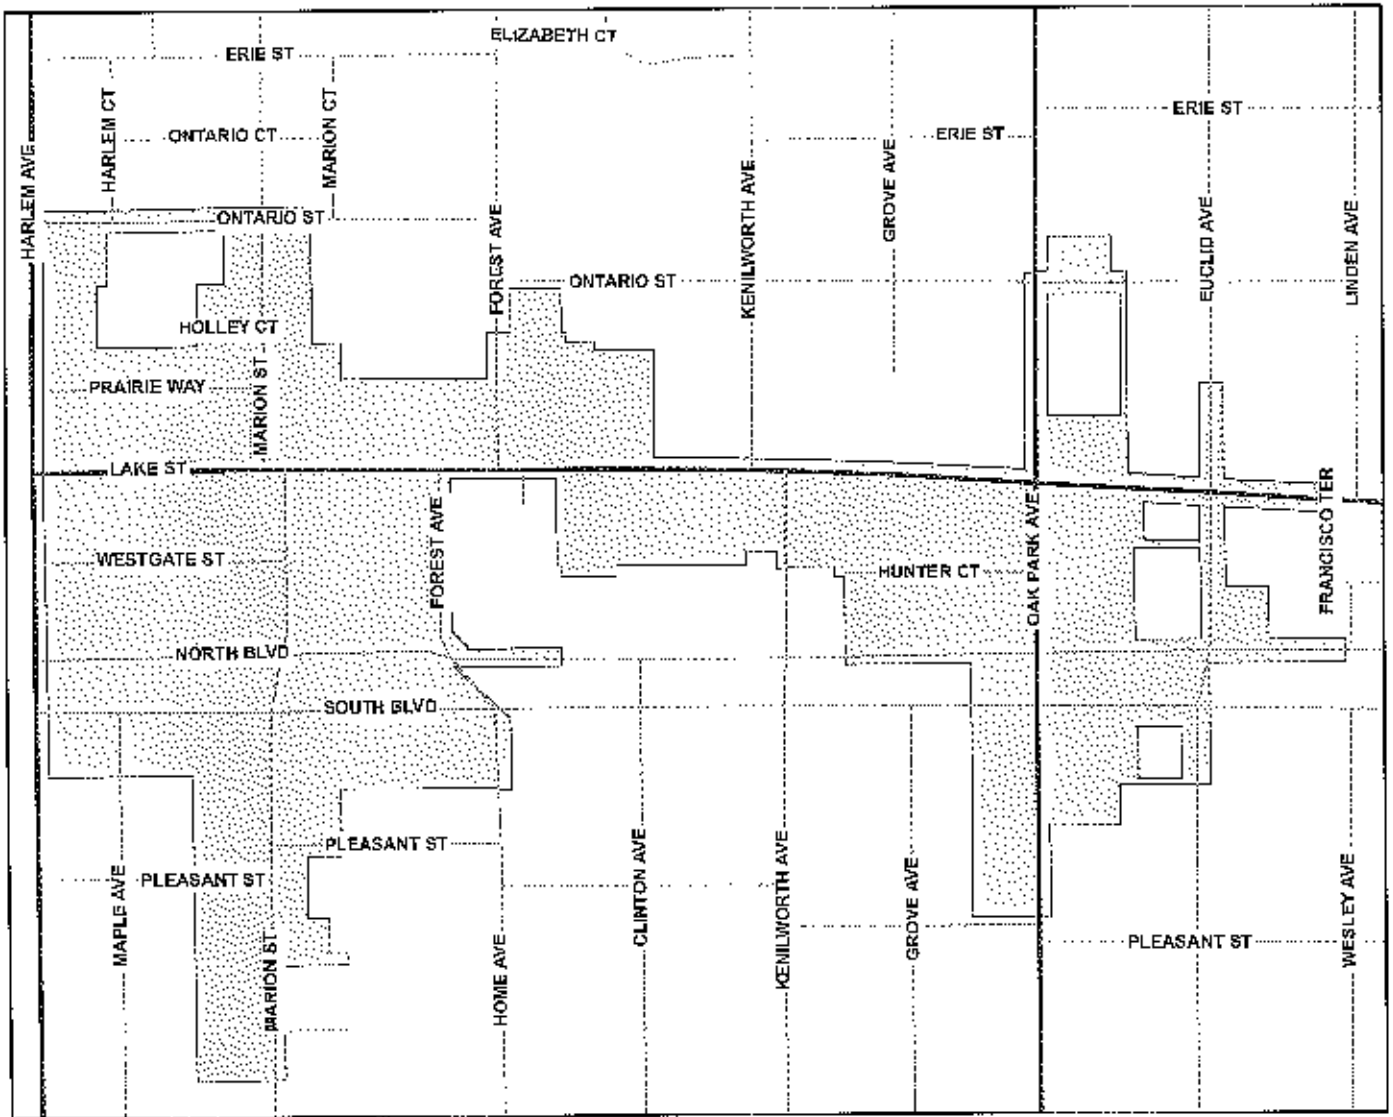 ELIZABETH CT
ERIE ST
HARLEM CT
MARION CT
ERIE ST
ONTARIO CT
ERIE ST
HARLEM AVE
KENILWORTH AVE
GROVE AVE
ONTARIO ST
FOREST AVE
EUCLID AVE
LINDEN AVE
ONTARIO ST
HOLLEY CT
PRAIRIE WAY
MARION ST
LAKE ST
FOREST AVE
OAK PARK AVE
FRANCISCO TER
WESTGATE ST
HUNTER CT
NORTH BLVD
SOUTH BLVD
PLEASANT ST
PLEASANT ST
MAPLE AVE
CLINTON AVE
KENILWORTH AVE
GROVE AVE
WESLEY AVE
PLEASANT ST
MARION ST
HOME AVE